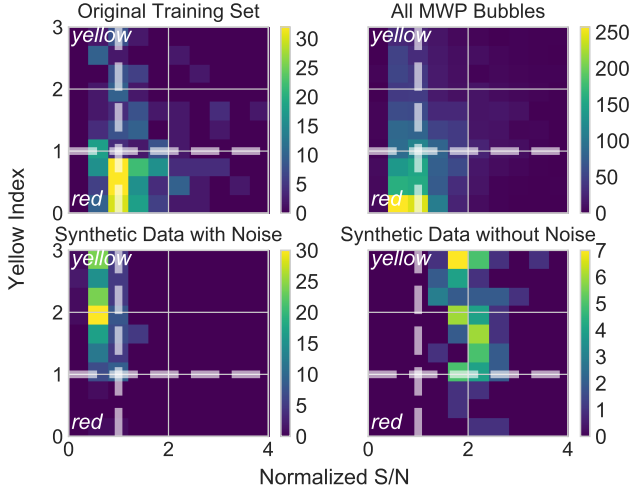 Original Training Set
All MWP Bubbles
yellow
red
3
2
1
0
30
25
20
15
10
5
0
yellow
red
250
200
150
100
50
Yellow Index
Synthetic Data with Noise
Synthetic Data without Noise
yellow
red
3
2
1
0
0
2
4
30
25
20
15
10
5
0
yellow
red
0
2
4
7
6
5
4
3
2
1
0
Normalized S/N